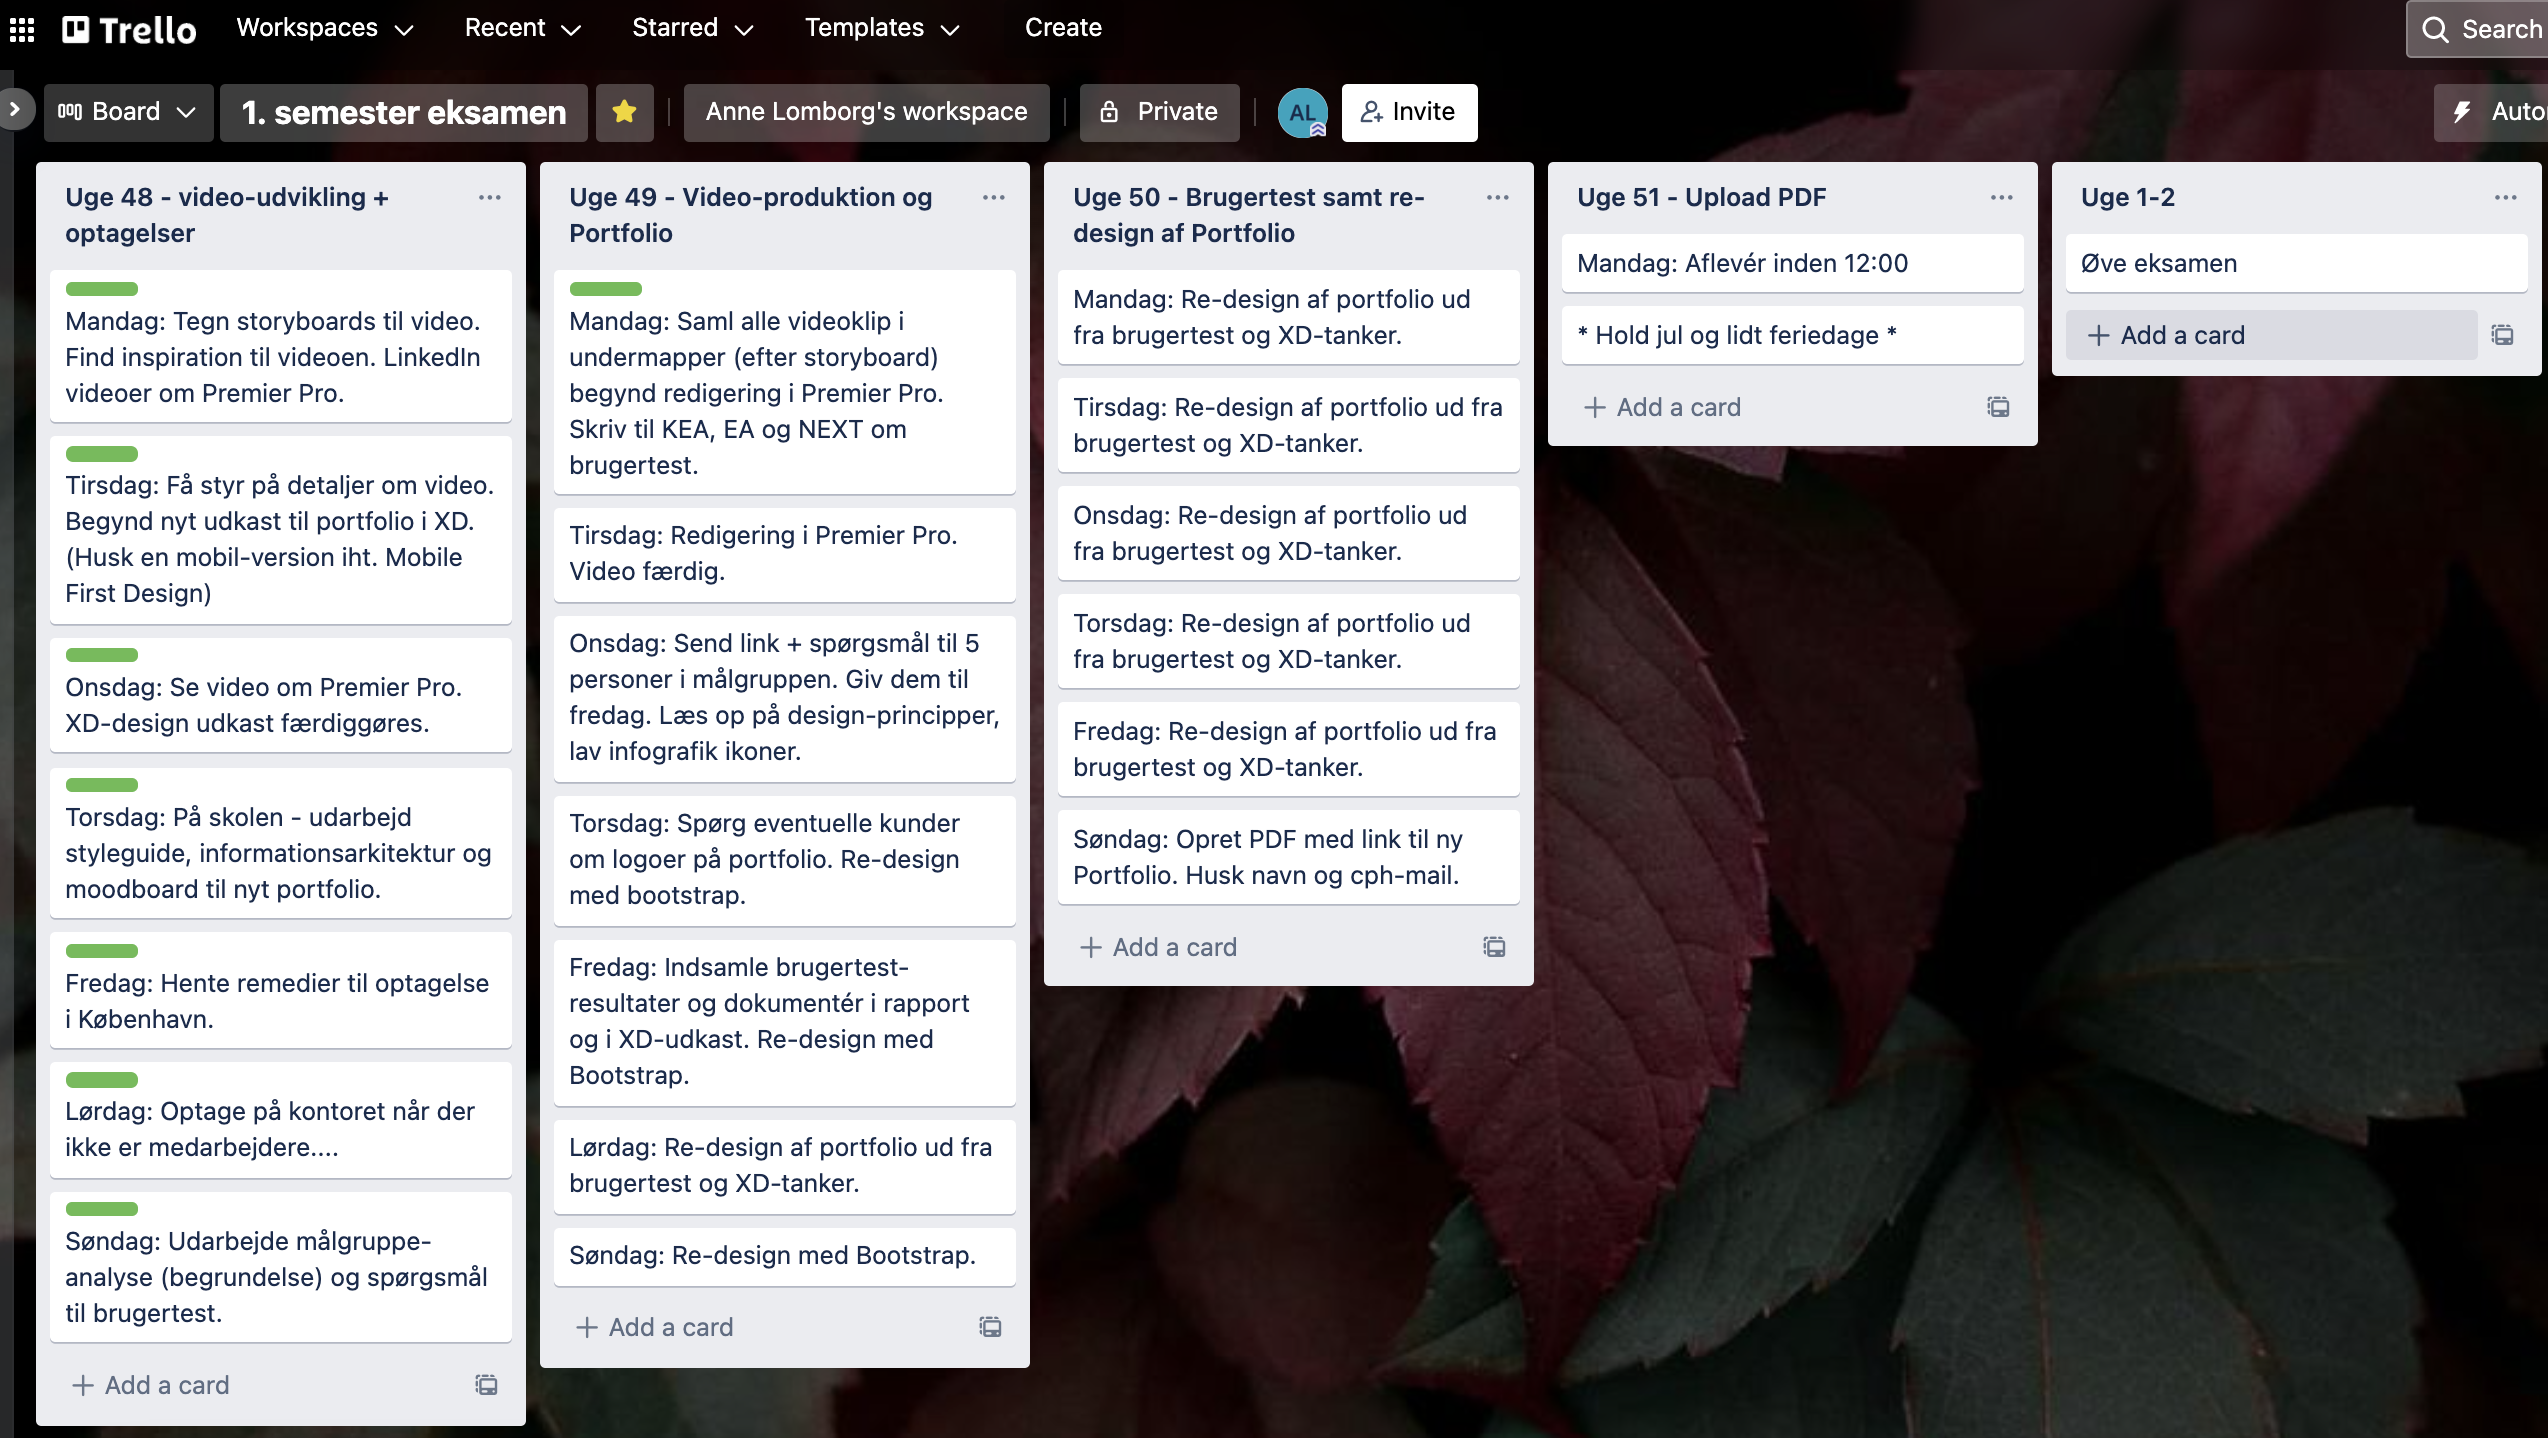 Trello Workspaces Recent Starred Templates Create Search
Board 1. semester eksamen Anne Lomborg's workspace Private AL Invite
Uge 48 - video-udvikling +
optagelser
Mandag: Tegn storyboards til video.
Find inspiration til videoen. LinkedIn
videoer om Premier Pro.
Tirsdag: Få styr på detaljer om video.
Begynd nyt udkast til portfolio i XD.
(Husk en mobil-version iht. Mobile
First Design)
Onsdag: Se video om Premier Pro.
XD-design udkast færdiggøres.
Torsdag: På skolen - udarbejd
styleguide, informationsarkitektur og
moodboard til nyt portfolio.
Fredag: Hente remedier til optagelse
i København.
Lørdag: Optage på kontoret når der
ikke er medarbejdere....
Søndag: Udarbejde målgruppe-
analyse (begrundelse) og spørgsmål
til brugertest.
+ Add a card
Uge 49 - Video-produktion og
Portfolio
Mandag: Saml alle videoklip i
undermapper (efter storyboard)
begynd redigering i Premier Pro.
Skriv til KEA, EA og NEXT om
brugertest.
Tirsdag: Redigering i Premier Pro.
Video færdig.
Onsdag: Send link + spørgsmål til 5
personer i målgruppen. Giv dem til
fredag. Læs op på design-principper,
lav infografik ikoner.
Torsdag: Spørg eventuelle kunder
om logoer på portfolio. Re-design
med bootstrap.
Fredag: Indsamle brugertest-
resultater og dokumentér i rapport
og i XD-udkast. Re-design med
Bootstrap.
Lørdag: Re-design af portfolio ud fra
brugertest og XD-tanker.
Søndag: Re-design med Bootstrap.
+ Add a card
Uge 50 - Brugertest samt re-
design af Portfolio
Mandag: Re-design af portfolio ud
fra brugertest og XD-tanker.
Tirsdag: Re-design af portfolio ud fra
brugertest og XD-tanker.
Onsdag: Re-design af portfolio ud
fra brugertest og XD-tanker.
Torsdag: Re-design af portfolio ud
fra brugertest og XD-tanker.
Fredag: Re-design af portfolio ud fra
brugertest og XD-tanker.
Søndag: Opret PDF med link til ny
Portfolio. Husk navn og cph-mail.
+ Add a card
Uge 51 - Upload PDF
Mandag: Aflevér inden 12:00
* Hold jul og lidt feriedage *
+ Add a card
Uge 1-2
Øve eksamen
+ Add a card